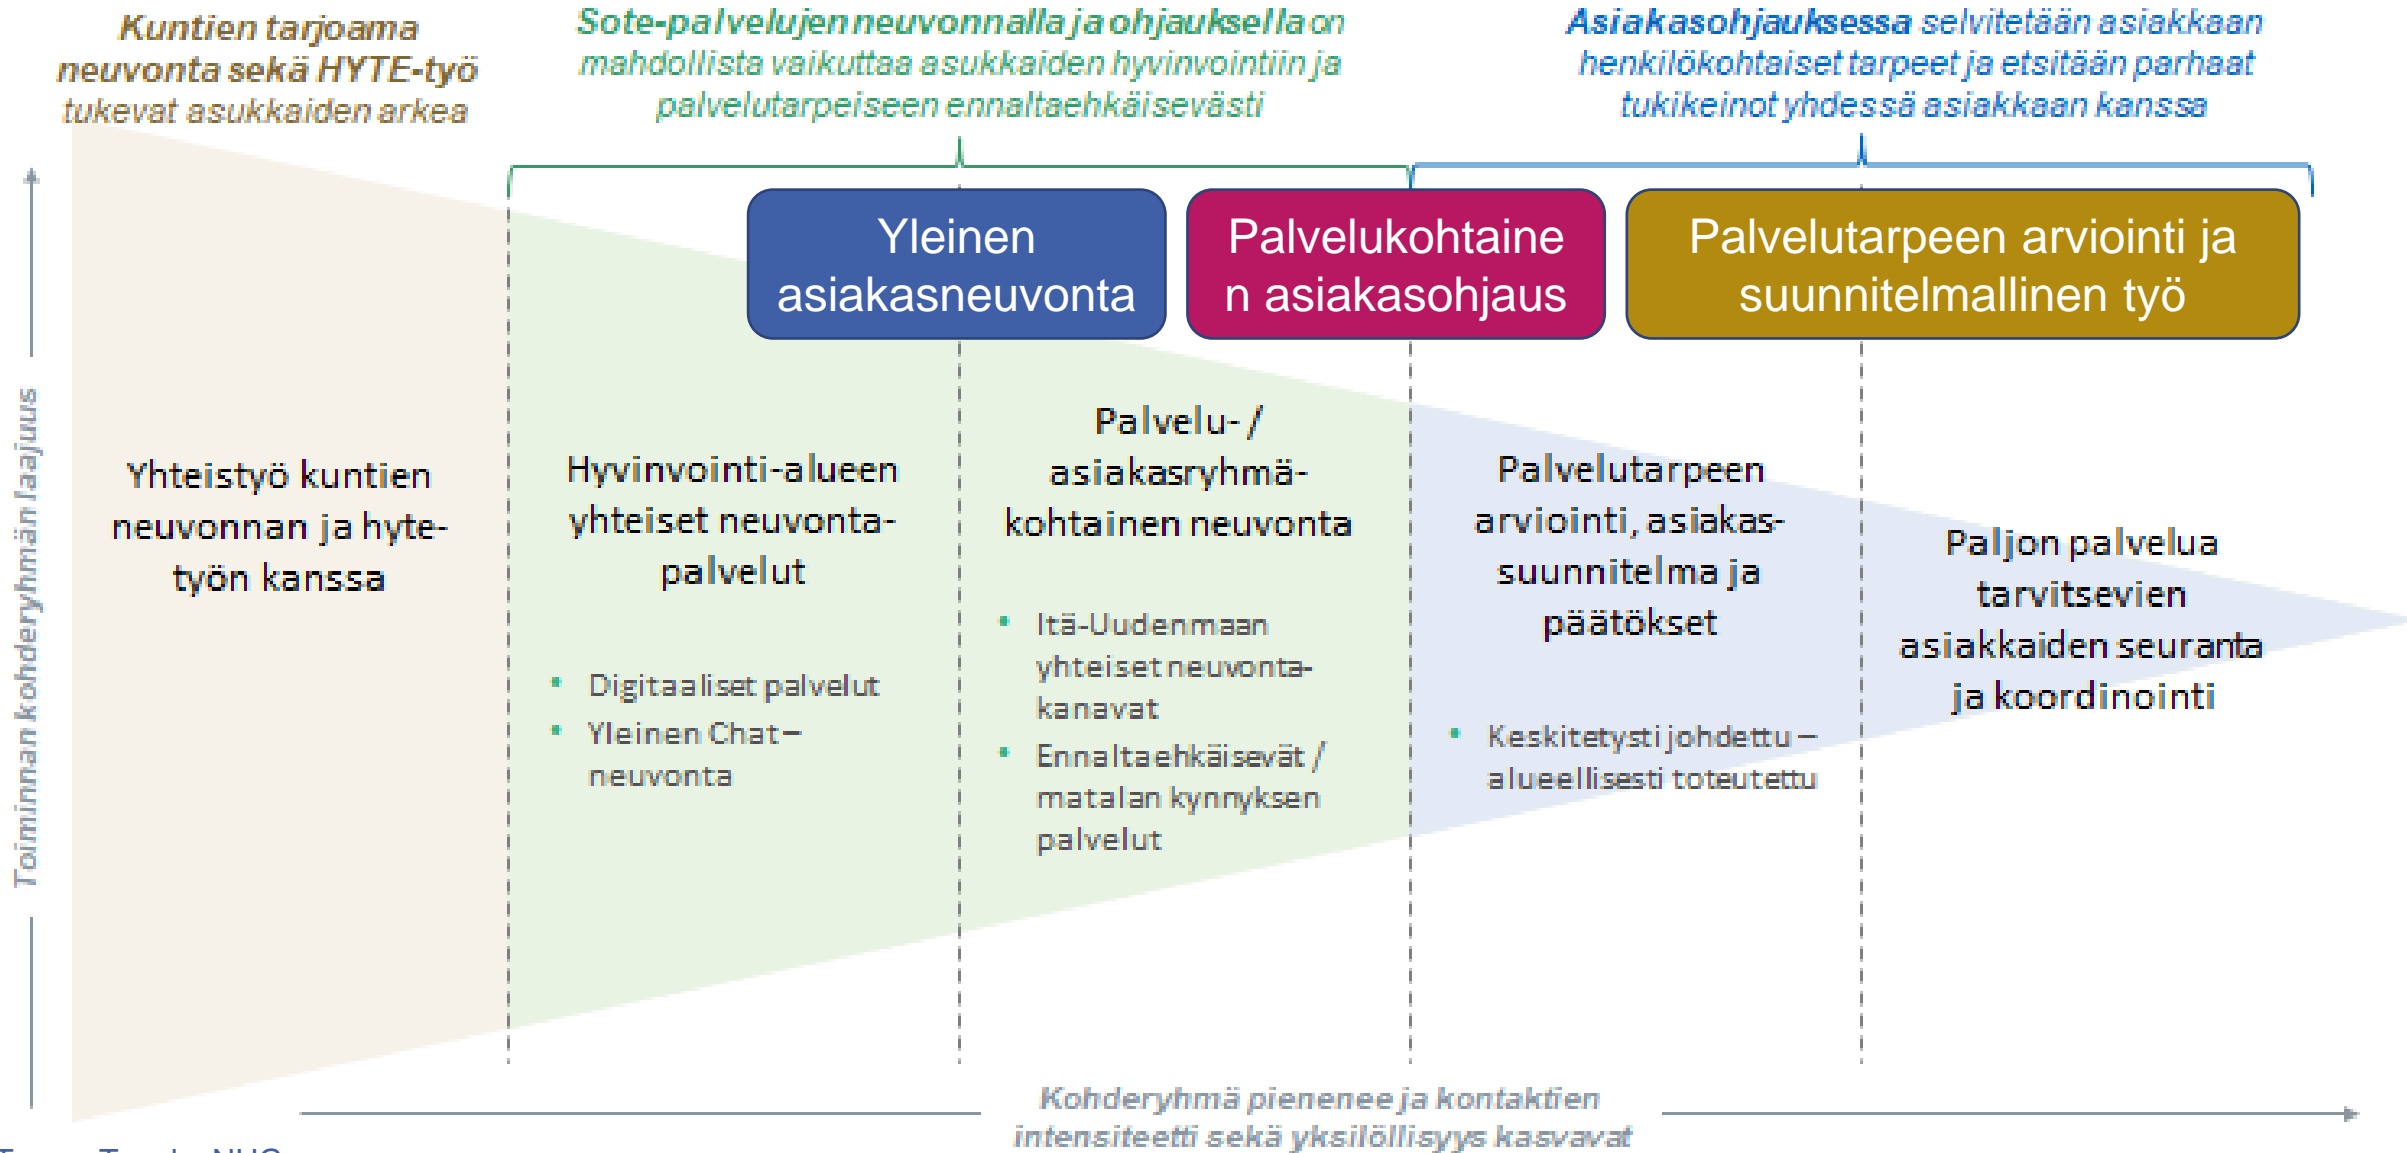 Kuntien tarjoama
neuvonta sekä HYTE-työ
tukevat asukkaiden arkea
Sote-palvelujen neuvonnalla ja ohjauksella on
mahdollista vaikuttaa asukkaiden hyvinvointiin ja
palvelutarpeiseen ennaltaehkäisevästi
Asiakasohjauksessa selvitetään asiakkaan
henkilökohtaiset tarpeet ja etsitään parhaat
tukikeinot yhdessä asiakkaan kanssa
Yleinen
asiakasneuvonta
Palvelukohtaine
n asiakasohjaus
Palvelutarpeen arviointi ja
suunnitelmallinen työ
Toiminnan kohderyhmän laajuus
Yhteistyö kuntien
neuvonnan ja hyte-
työn kanssa
Hyvinvointi-alueen
yhteiset neuvonta-
palvelut
• Digitaaliset palvelut
• Yleinen Chat –
neuvonta
Palvelu- /
asiakasryhmä-
kohtainen neuvonta
• Itä-Uudenmaan
yhteiset neuvonta-
kanavat
• Ennaltaehkäisevät /
matalan kynnyksen
palvelut
Palvelutarpeen
arviointi, asiakas-
suunnitelma ja
päätökset
• Keskitetysti johdettu –
alueellisesti toteutettu
Paljon palvelua
tarvitsevien
asiakkaiden seuranta
ja koordinointi
Kohderyhmä pienenee ja kontaktien
intensiteetti sekä yksilöllisyys kasvavat